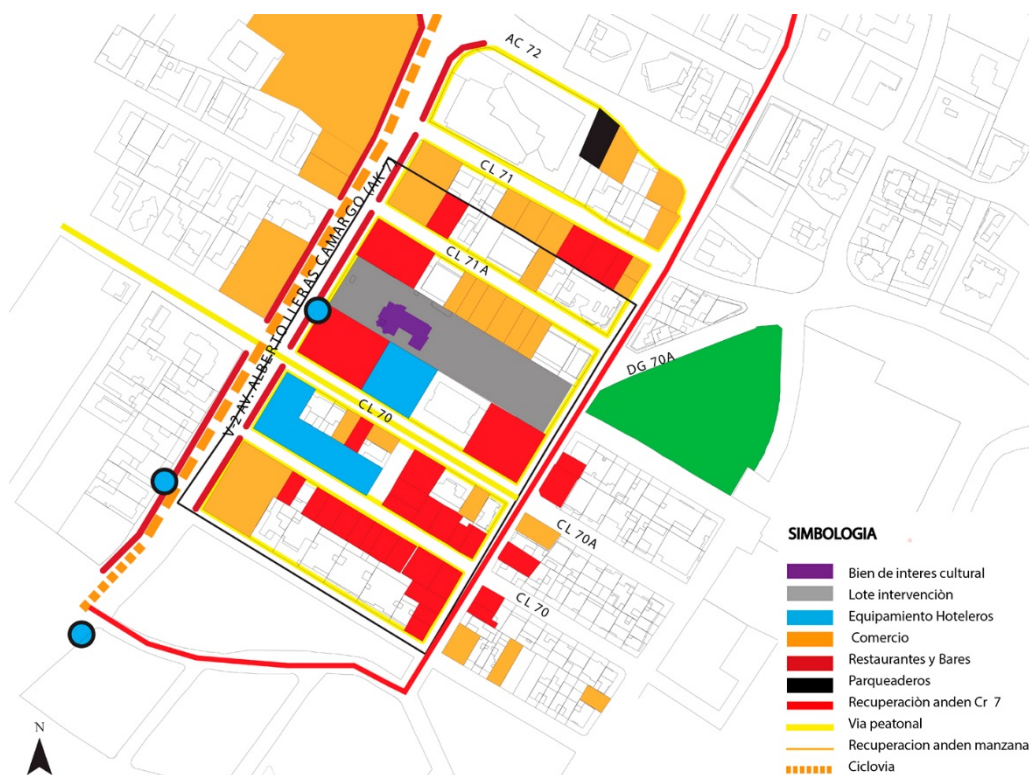 AC 72
CL 71
V-2 AV. ALBERTO LLERAS CAMARGO (AK 7)
CL 71A
DG 70A
CL 70
CL 70A
CL 70
SIMBOLOGIA
Bien de interes cultural
Lote intervenciòn
Equipamiento Hoteleros
Comercio
Restaurantes y Bares
Parqueaderos
Recuperaciòn anden Cr 7
Via peatonal
Recuperacion anden manzana
Ciclovia
N